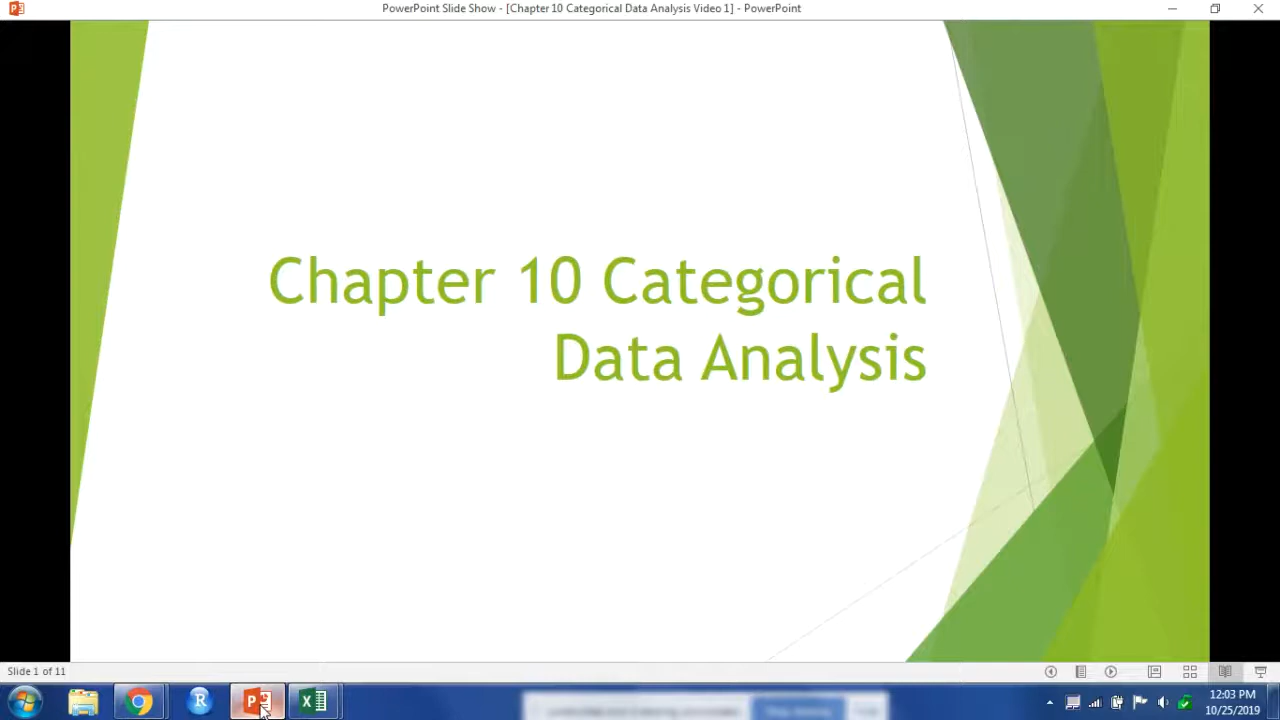 PowerPoint Slide Show - [Chapter 10 Categorical Data Analysis Video 1] - PowerPoint
Chapter 10 Categorical
Data Analysis
Slide 1 of 11
12:03 PM
10/25/2019